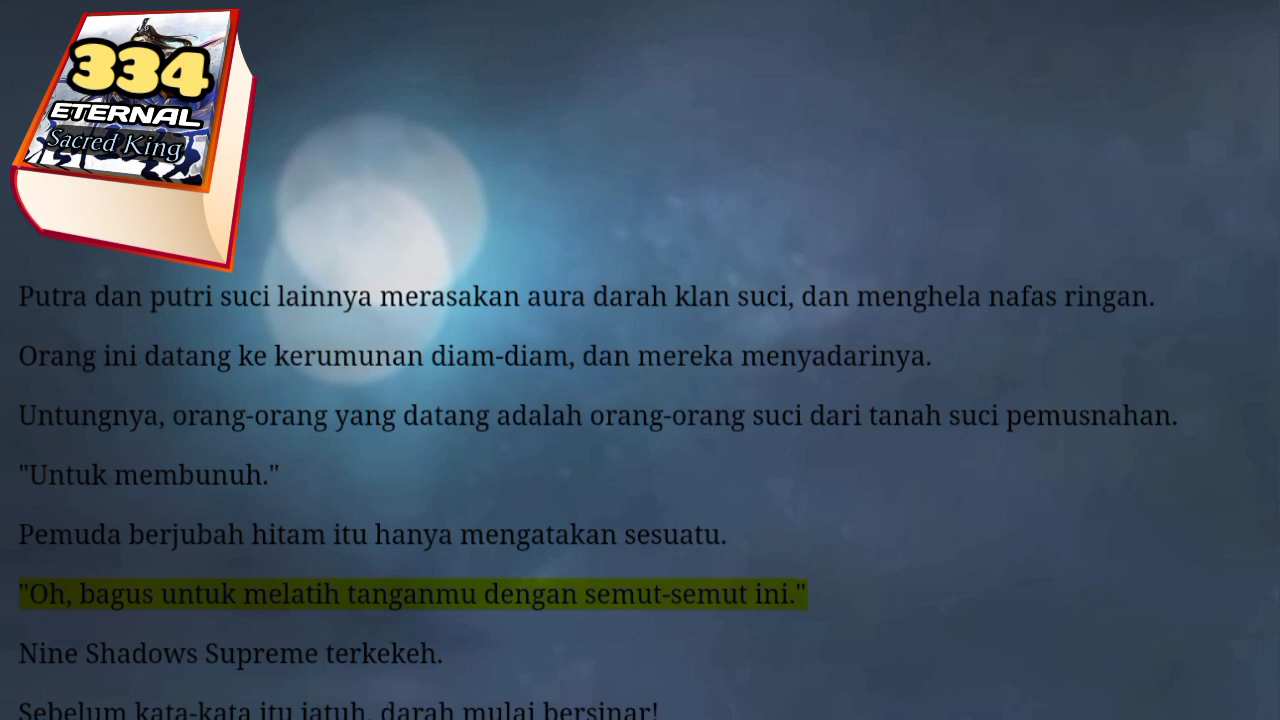 334
ETERNAL
Sacred King
Putra dan putri suci lainnya merasakan aura darah klan suci, dan menghela nafas ringan.
Orang ini datang ke kerumunan diam-diam, dan mereka menyadarinya.
Untungnya, orang-orang yang datang adalah orang-orang suci dari tanah suci pemusnahan.
"Untuk membunuh."
Pemuda berjubah hitam itu hanya mengatakan sesuatu.
"Oh, bagus untuk melatih tanganmu dengan semut-semut ini."
Nine Shadows Supreme terkekeh.
Sebelum kata-kata itu jatuh, darah mulai bersinar!